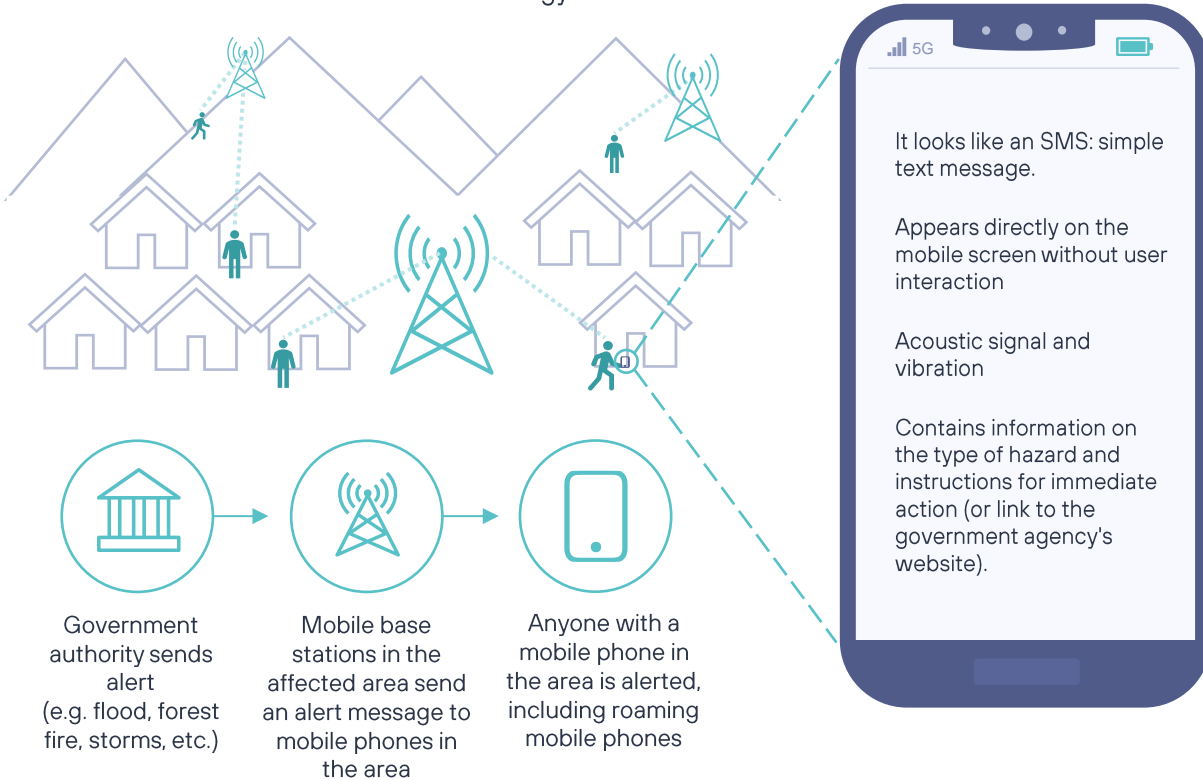 gy
5G
It looks like an SMS: simple
text message.
Appears directly on the
mobile screen without user
interaction
Acoustic signal and
vibration
Contains information on
the type of hazard and
instructions for immediate
action (or link to the
government agency's
website).
Government
authority sends
alert
(e.g. flood, forest
fire, storms, etc.)
Mobile base
stations in the
affected area send
an alert message to
mobile phones in
the area
Anyone with a
mobile phone in
the area is alerted,
including roaming
mobile phones